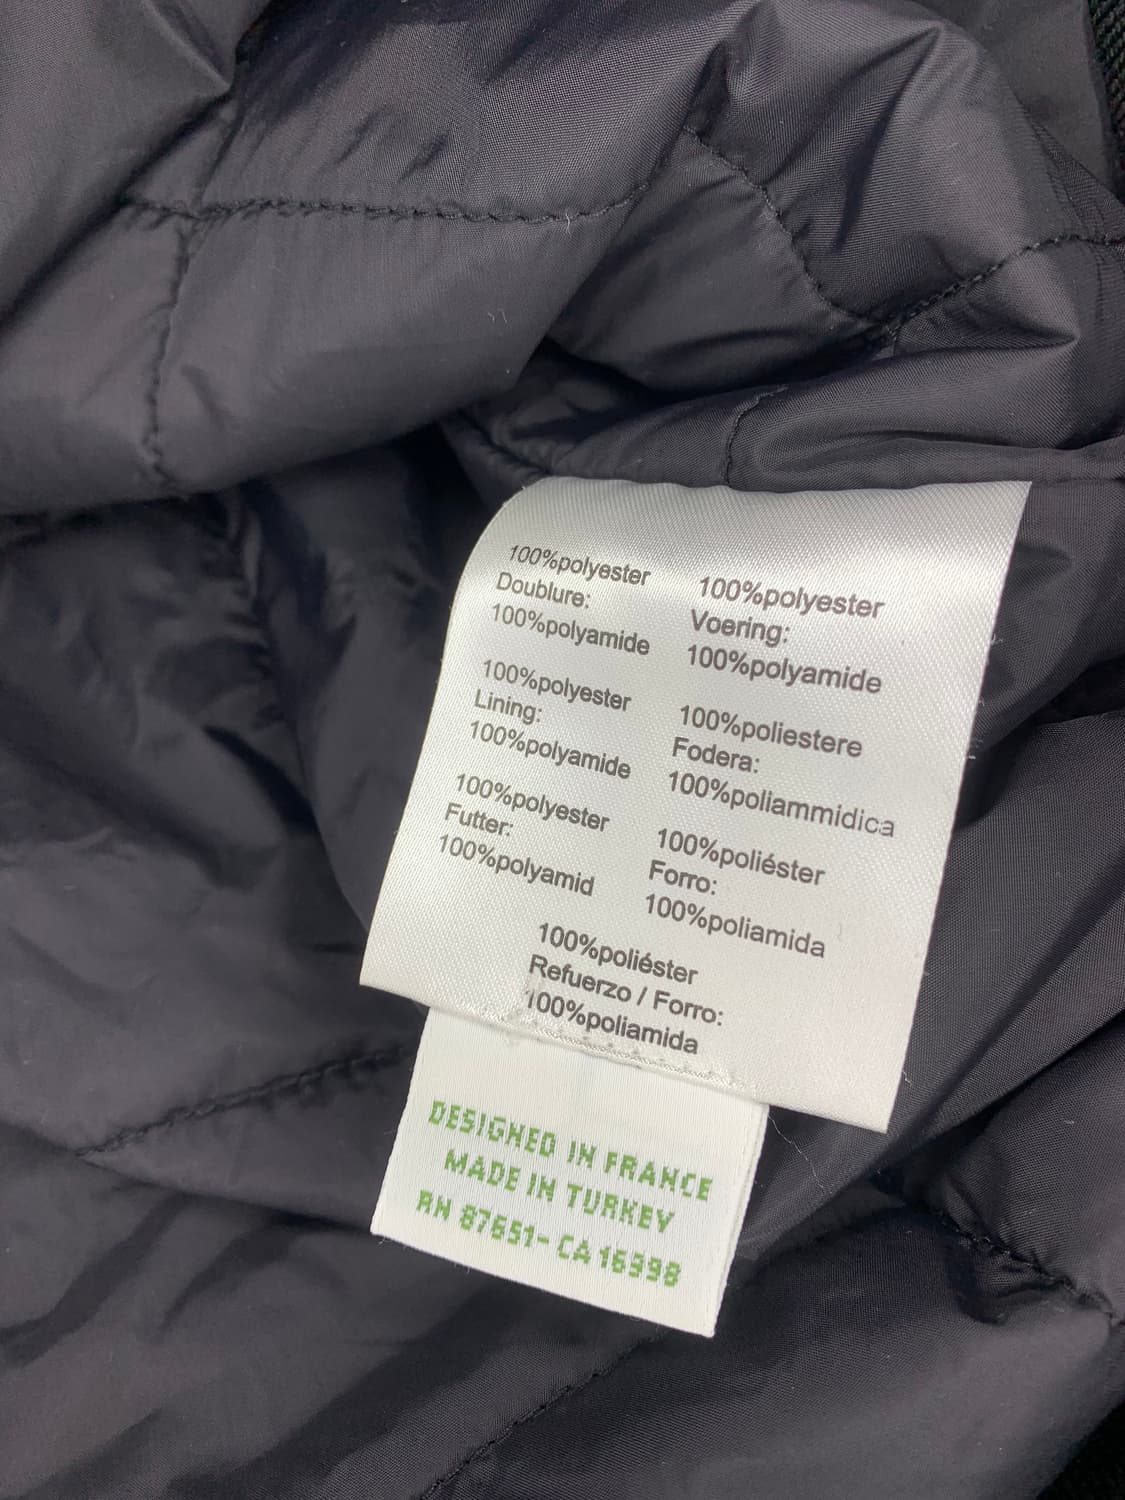 100%polyester
Doublure:
100%polyamide
100%polyester
Lining:
100%polyamide
100%polyester
Futter:
100%polyamid
100%polyester
Voering:
100%polyamide
100%poliestere
Fodera:
100%poliammidica
100%poliéster
Forro:
100%poliamida
100%poliéster
Refuerzo / Forro:
100%poliamida
DESIGNED IN FRANCE
MADE IN TURKEY
RN 87651- CA 16998